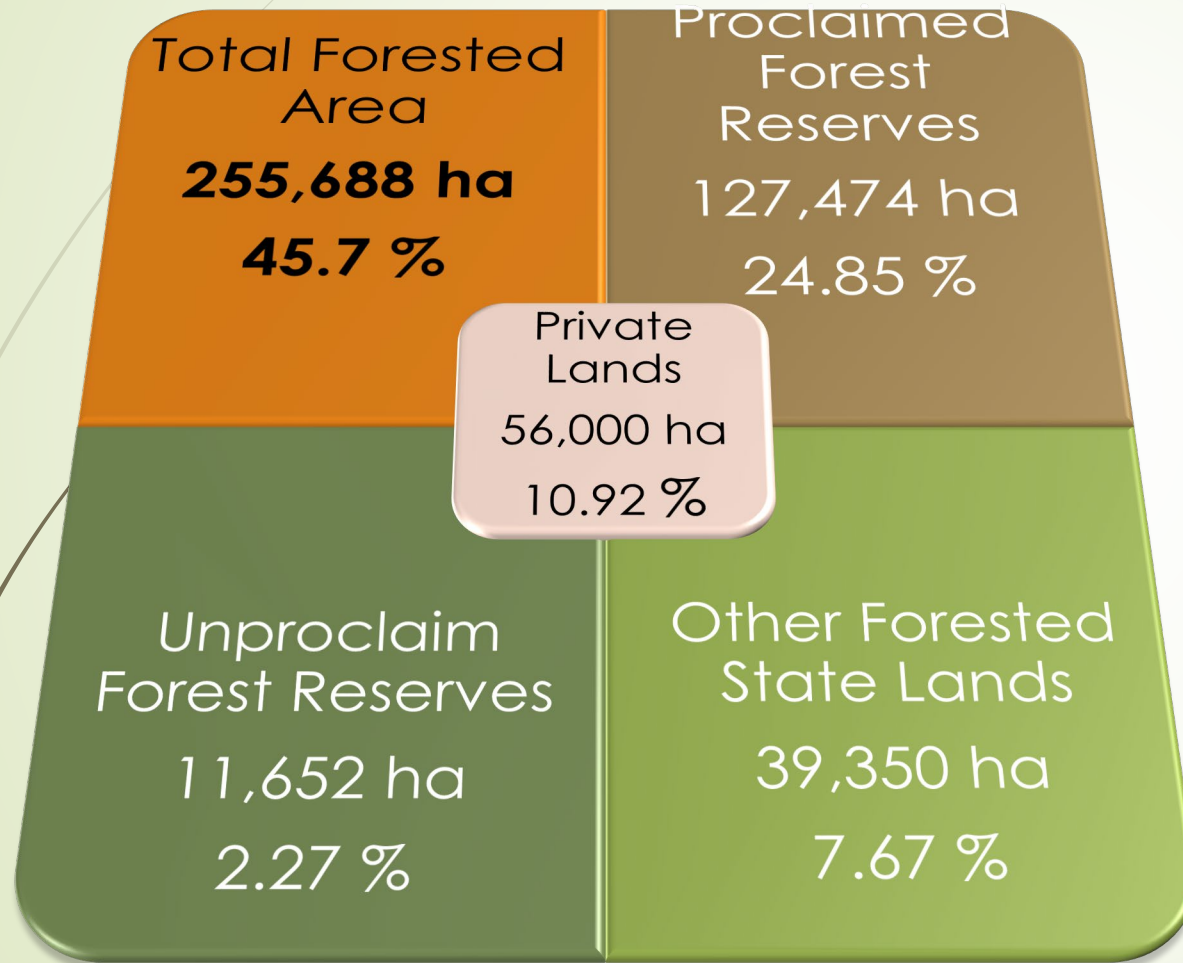 Total Forested
Area
255,688 ha
45.7 %
Proclaimed
Forest
Reserves
127,474 ha
24.85 %
Private
Lands
56,000 ha
10.92 %
Unproclaim
Forest Reserves
11,652 ha
2.27 %
Other Forested
State Lands
39,350 ha
7.67 %